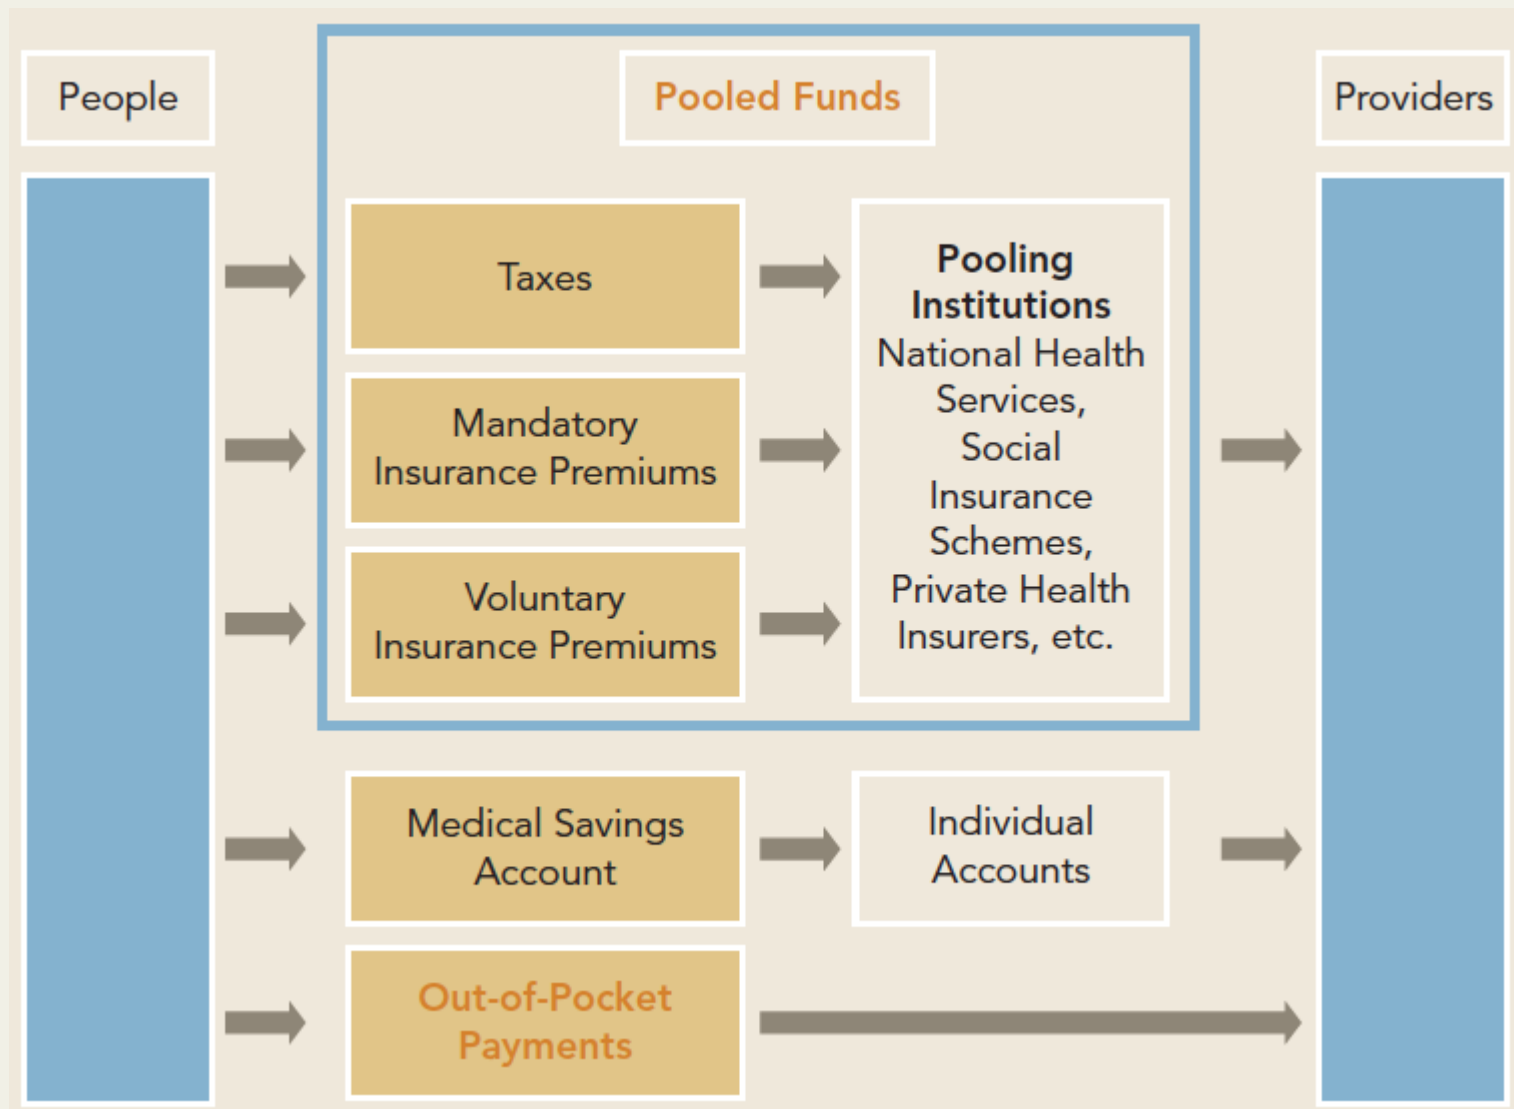 People
Pooled Funds
Providers
Taxes
Mandatory
Insurance Premiums
Voluntary
Insurance Premiums
Pooling
Institutions
National Health
Services,
Social
Insurance
Schemes,
Private Health
Insurers, etc.
Medical Savings
Account
Individual
Accounts
Out-of-Pocket
Payments